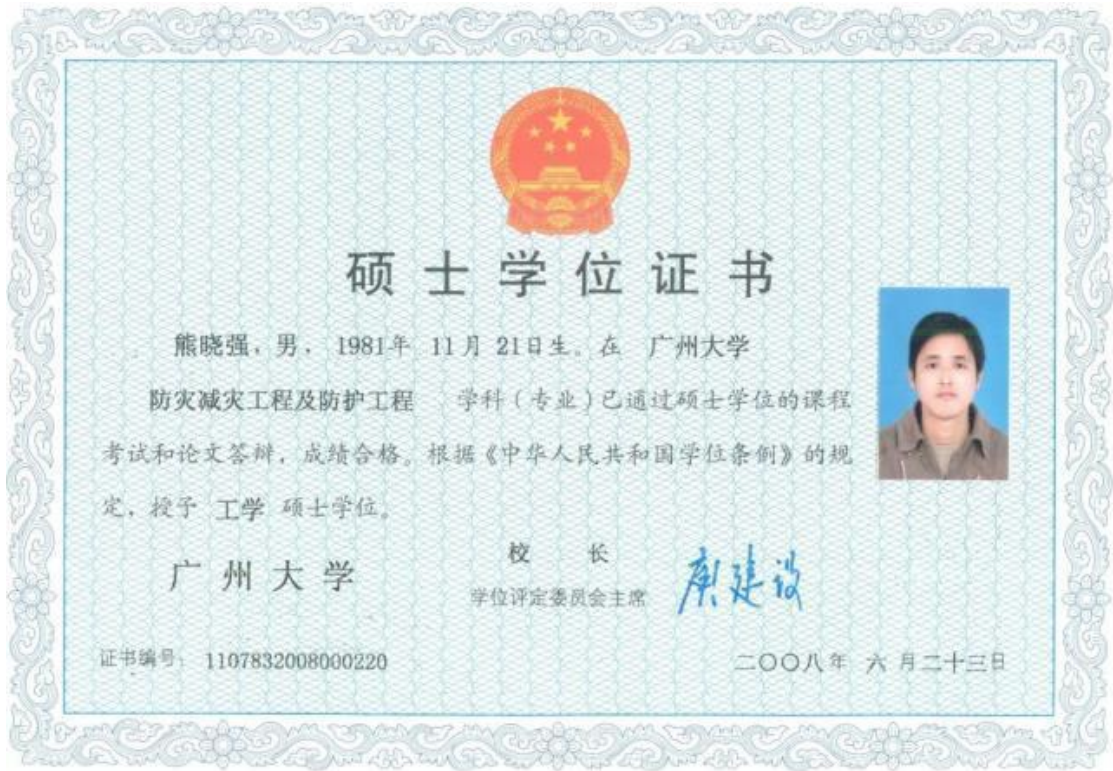 硕士学位证书
熊晓强，男，1981年 11月 21日生。在 广州大学
防灾减灾工程及防护工程 学科（专业）已通过硕士学位的课程
考试和论文答辩，成绩合格。根据《中华人民共和国学位条例》的规
定，授予 工学 硕士学位。
广州大学
校长
学位评定委员会主席
庾建设
证书编号：1107832008000220
二〇〇八年 六 月二十三日